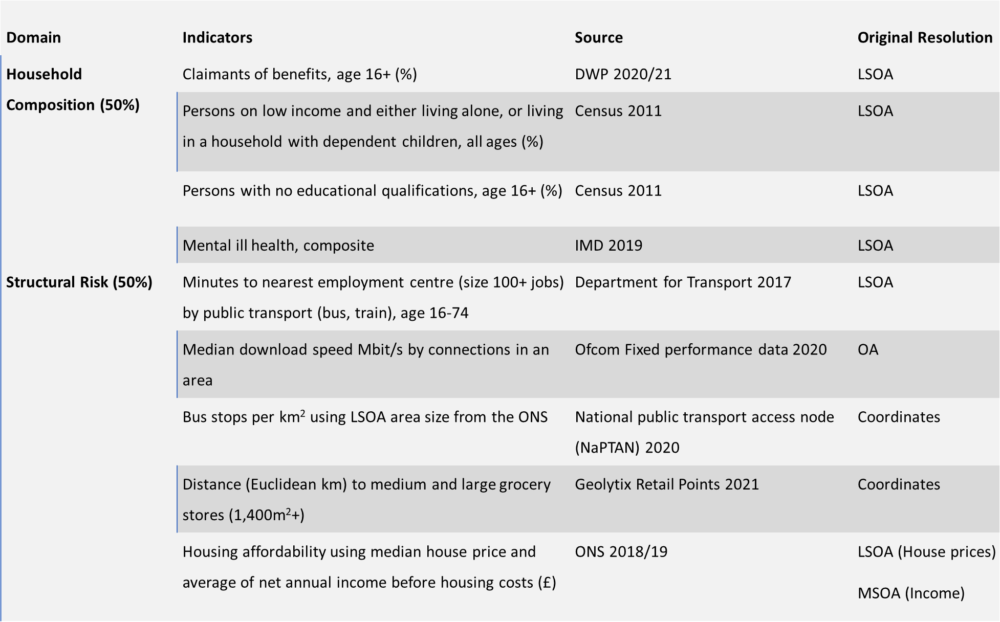 Domain Indicators Source Original Resolution
Household Claimants of benefits, age 16+ (%) DWP 2020/21 LSOA
Composition (50%) Persons on low income and either living alone, or living Census 2011 LSOA
in a household with dependent children, all ages (%)
Persons with no educational qualifications, age 16+ (%) Census 2011 LSOA
Mental ill health, composite IMD 2019 LSOA
Structural Risk (50%) Minutes to nearest employment centre (size 100+ jobs) Department for Transport 2017 LSOA
by public transport (bus, train), age 16-74
Median download speed Mbit/s by connections in an Ofcom Fixed performance data 2020 OA
area
Bus stops per km² using LSOA area size from the ONS National public transport access node Coordinates
(NaPTAN) 2020
Distance (Euclidean km) to medium and large grocery Geolytix Retail Points 2021 Coordinates
stores (1,400m²+)
Housing affordability using median house price and ONS 2018/19 LSOA (House prices)
average of net annual income before housing costs (£)
MSOA (Income)